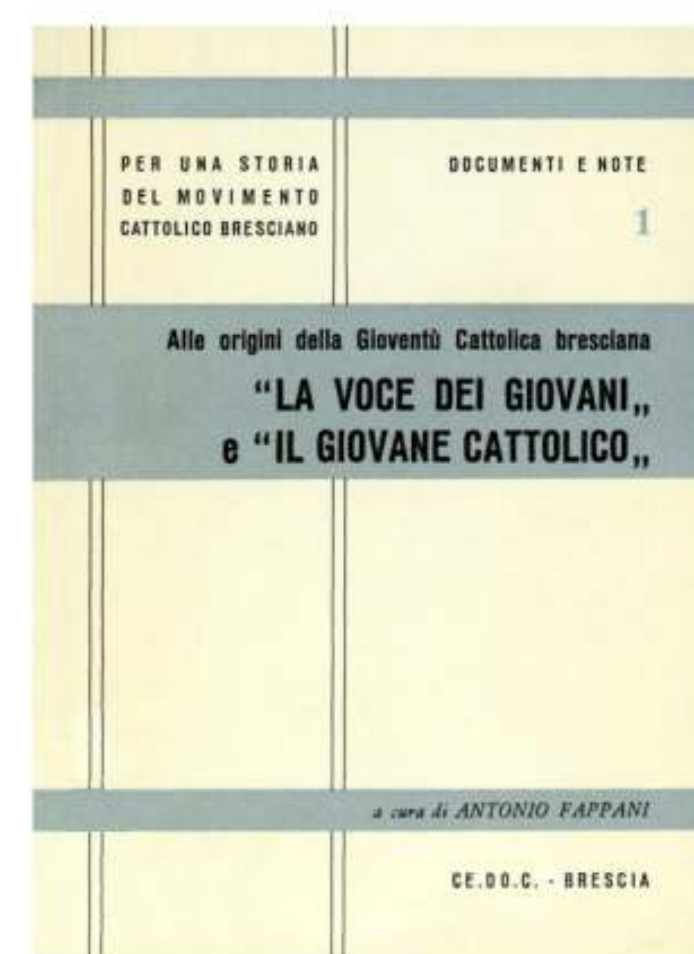 PER UNA STORIA
DEL MOVIMENTO
CATTOLICO BRESCIANO
DOCUMENTI E NOTE
1
Alle origini della Gioventù Cattolica bresciana
“LA VOCE DEI GIOVANI„
e “IL GIOVANE CATTOLICO„
a cura di ANTONIO FAPPANI
CE.DO.C. - BRESCIA